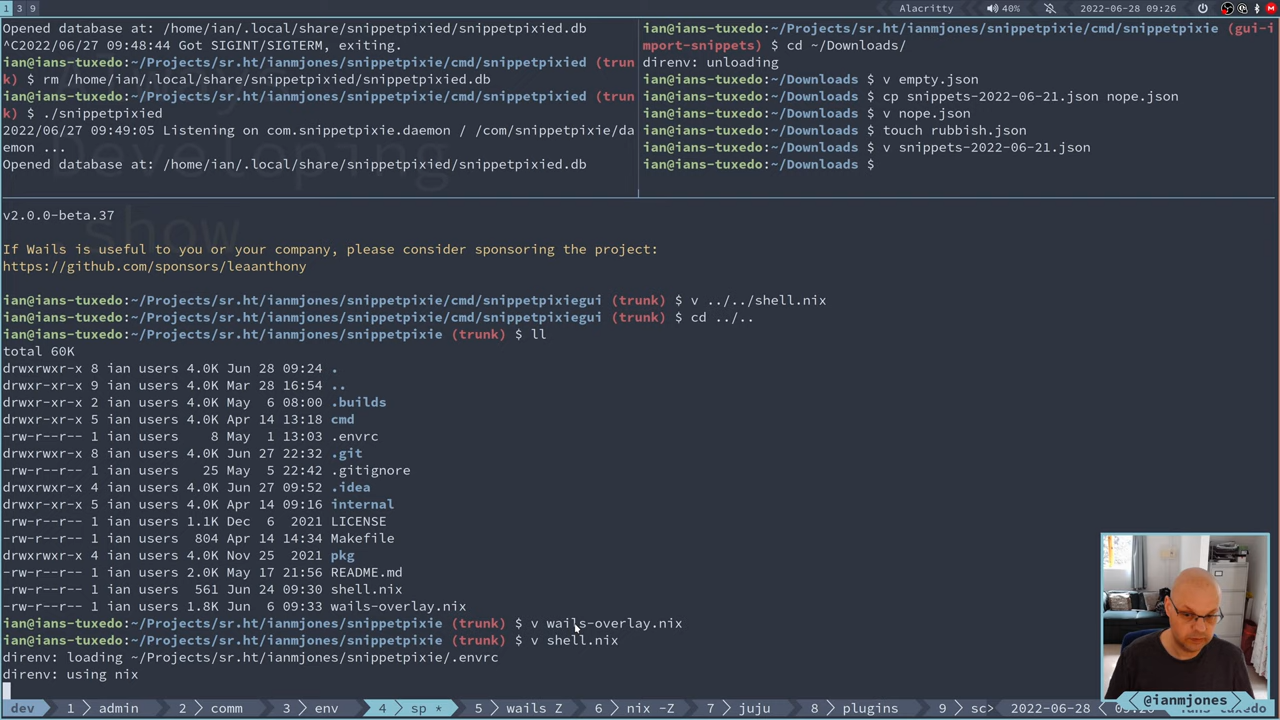 1 3 9
Alacritty 40% 2022-06-28 09:26
Opened database at: /home/ian/.local/share/snippetpixied.db
^C2022/06/27 09:48:44 Got SIGINT/SIGTERM, exiting.
ian@ians-tuxedo:~/Projects/sr.ht/ianmjones/snippetpixie/cmd/snippetpixied (trun
k) $ rm /home/ian/.local/share/snippetpixied/snippetpixied.db
ian@ians-tuxedo:~/Projects/sr.ht/ianmjones/snippetpixie/cmd/snippetpixied (trun
k) $ ./snippetpixied
2022/06/27 09:49:05 Listening on com.snippetpixie.daemon / /com/snippetpixie/da
emon ...
Opened database at: /home/ian/.local/share/snippetpixied.db
developing
show
ian@ians-tuxedo:~/Projects/sr.ht/ianmjones/snippetpixie/cmd/snippetpixie (gui-i
mport-snippets) $ cd ~/Downloads/
direnv: unloading
ian@ians-tuxedo:~/Downloads $ v empty.json
ian@ians-tuxedo:~/Downloads $ cp snippets-2022-06-21.json nope.json
ian@ians-tuxedo:~/Downloads $ v nope.json
ian@ians-tuxedo:~/Downloads $ touch rubbish.json
ian@ians-tuxedo:~/Downloads $ v snippets-2022-06-21.json
ian@ians-tuxedo:~/Downloads $
v2.0.0-beta.37
If Wails is useful to you or your company, please consider sponsoring the project:
https://github.com/sponsors/leaanthony
ian@ians-tuxedo:~/Projects/sr.ht/ianmjones/snippetpixie/cmd/snippetpixiegui (trunk) $ v ../../shell.nix
ian@ians-tuxedo:~/Projects/sr.ht/ianmjones/snippetpixie/cmd/snippetpixiegui (trunk) $ cd ../..
ian@ians-tuxedo:~/Projects/sr.ht/ianmjones/snippetpixie (trunk) $ ll
total 60K
drwxrwxr-x 8 ian users 4.0K Jun 28 09:24 .
drwxr-xr-x 9 ian users 4.0K Mar 28 16:54 ..
drwxr-xr-x 2 ian users 4.0K May  6 08:00 .builds
drwxr-xr-x 5 ian users 4.0K Apr 14 13:18 cmd
-rw-r--r-- 1 ian users    8 May  1 13:03 .envrc
drwxr-xr-x 8 ian users 4.0K Jun 27 22:32 .git
-rw-r--r-- 1 ian users   25 May  5 22:42 .gitignore
drwxr-xr-x 4 ian users 4.0K Jun 27 09:52 .idea
drwxr-xr-x 5 ian users 4.0K Apr 14 09:16 internal
-rw-r--r-- 1 ian users 1.1K Dec  6  2021 LICENSE
-rw-r--r-- 1 ian users  804 Apr 14 14:34 Makefile
drwxr-xr-x 4 ian users 4.0K Nov 25  2021 pkg
-rw-r--r-- 1 ian users 2.0K May 17 21:56 README.md
-rw-r--r-- 1 ian users  561 Jun 24 09:30 shell.nix
-rw-r--r-- 1 ian users 1.8K Jun  6 09:33 wails-overlay.nix
ian@ians-tuxedo:~/Projects/sr.ht/ianmjones/snippetpixie (trunk) $ v wails-overlay.nix
ian@ians-tuxedo:~/Projects/sr.ht/ianmjones/snippetpixie (trunk) $ v shell.nix
direnv: loading ~/Projects/sr.ht/ianmjones/snippetpixie/.envrc
direnv: using nix
@ianmjones
dev 1 admin 2 comm 3 env 4 sp * 5 wails Z 6 nix -Z 7 juju 8 plugins 9 sc> 2022-06-28